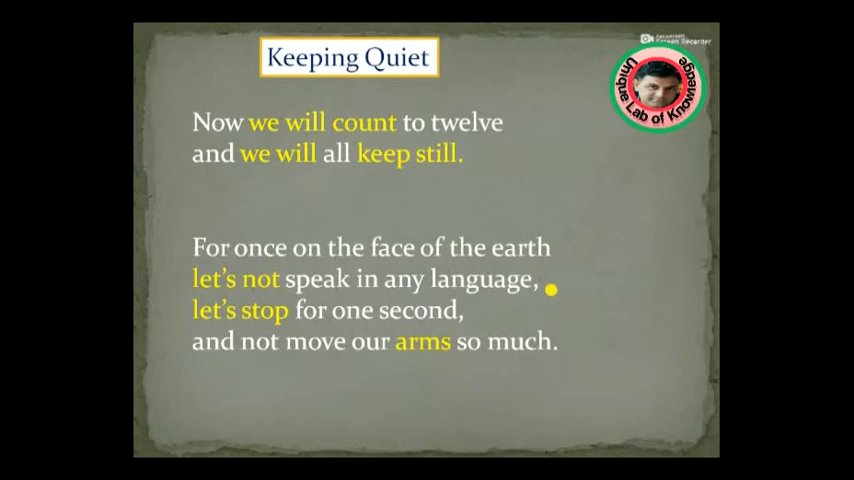 Keeping Quiet
Screen Recorder
Unique Lab of Knowledge
Now we will count to twelve
and we will all keep still.
For once on the face of the earth
let's not speak in any language,
let's stop for one second,
and not move our arms so much.